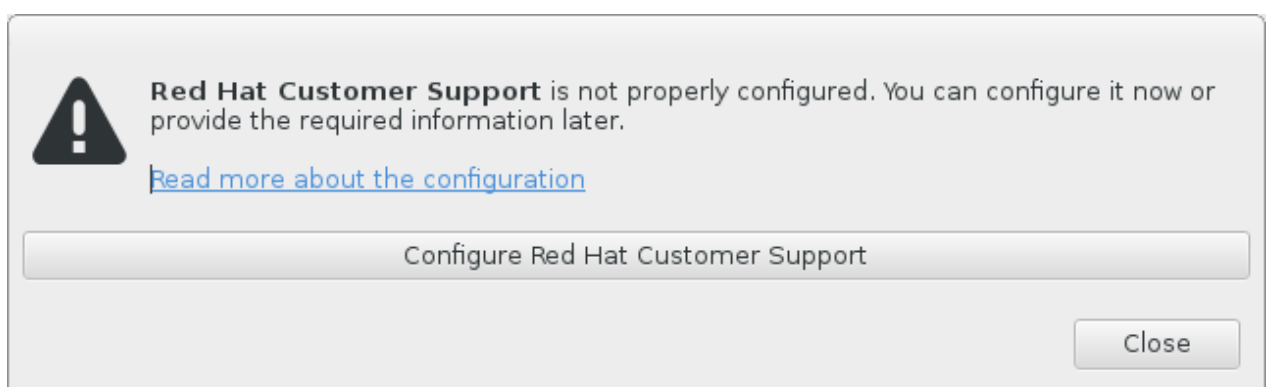 Red Hat Customer Support is not properly configured. You can configure it now or
provide the required information later.
Read more about the configuration
Configure Red Hat Customer Support
Close